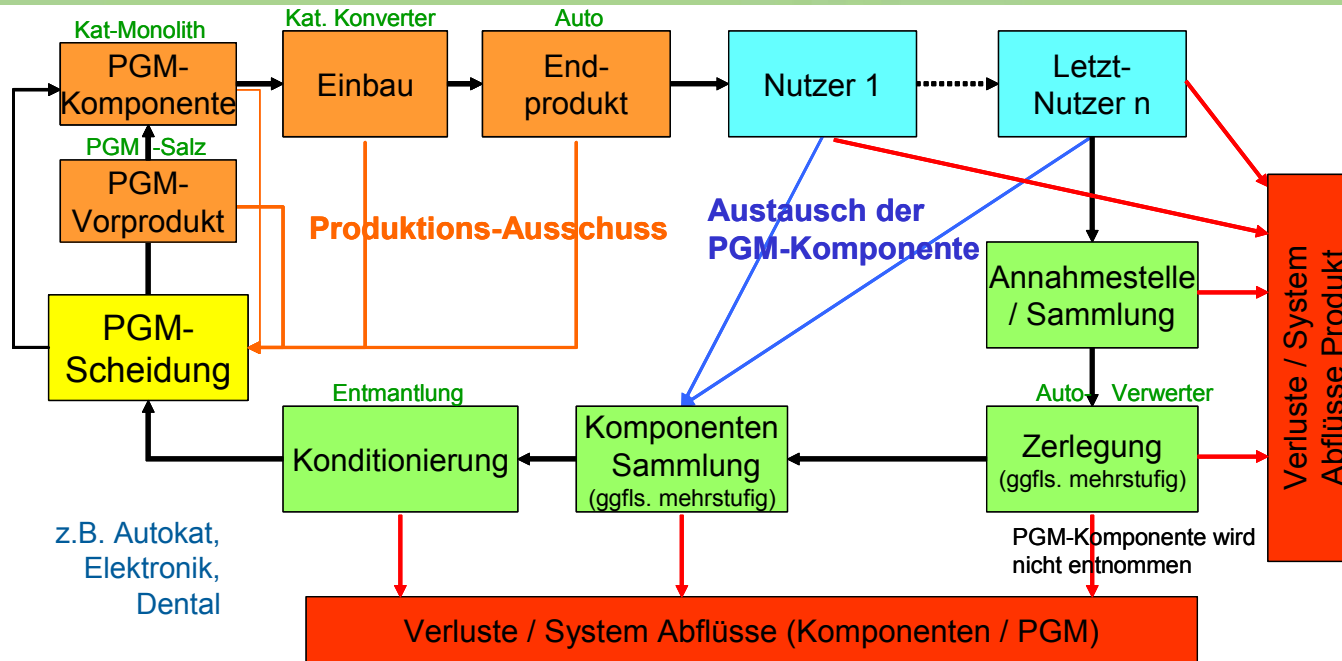 Kat-Monolith
Kat. Konverter
Auto
PGM-
Komponente
Einbau
End-
produkt
Nutzer 1
Letzt-
Nutzer n
PGM -Salz
PGM-
Vorprodukt
Produktions-Ausschuss
Austausch der
PGM-Komponente
Annahmestelle
/ Sammlung
Verluste / System
Abflüsse Produkt
PGM-
Scheidung
Entmantlung
Auto- Verwerter
Konditionierung
Komponenten
Sammlung
(ggfls. mehrstufig)
Zerlegung
(ggfls. mehrstufig)
z.B. Autokat,
Elektronik,
Dental
PGM-Komponente wird
nicht entnommen
Verluste / System Abflüsse (Komponenten / PGM)